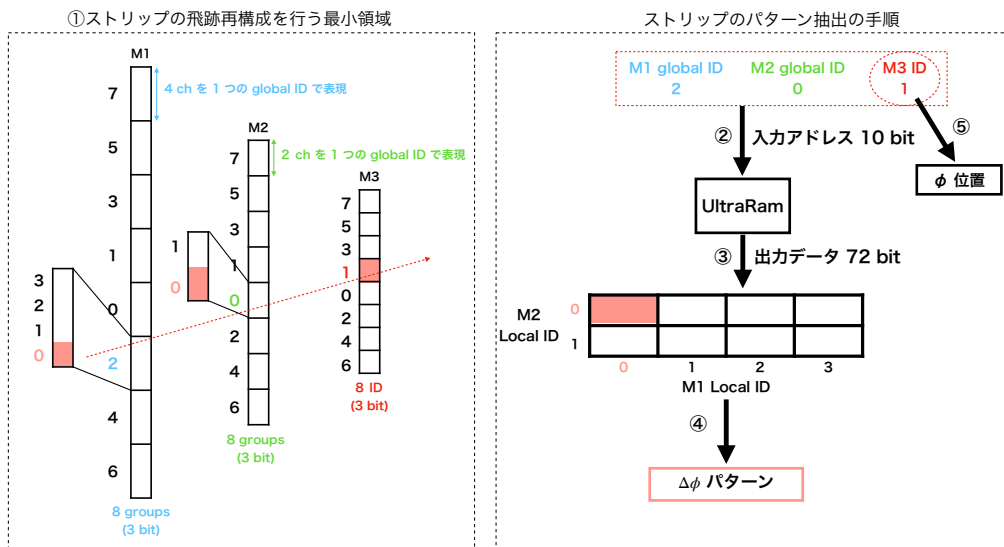 ①ストリップの飛跡再構成を行う最小領域
M1
7
5
3
1
0
2
4
6
4 ch を 1 つの global ID で表現
8 groups
(3 bit)
3
2
1
0
M2
7
5
3
1
0
2
4
6
2 ch を 1 つの global ID で表現
8 groups
(3 bit)
1
0
M3
7
5
3
1
0
2
4
6
8 ID
(3 bit)
ストリップのパターン抽出の手順
M1 global ID M2 global ID M3 ID
2 0 1
② 入力アドレス 10 bit
⑤
φ 位置
UltraRam
③ 出力データ 72 bit
M2
Local ID
0
1
0 1 2 3
M1 Local ID
④
Δϕ パターン